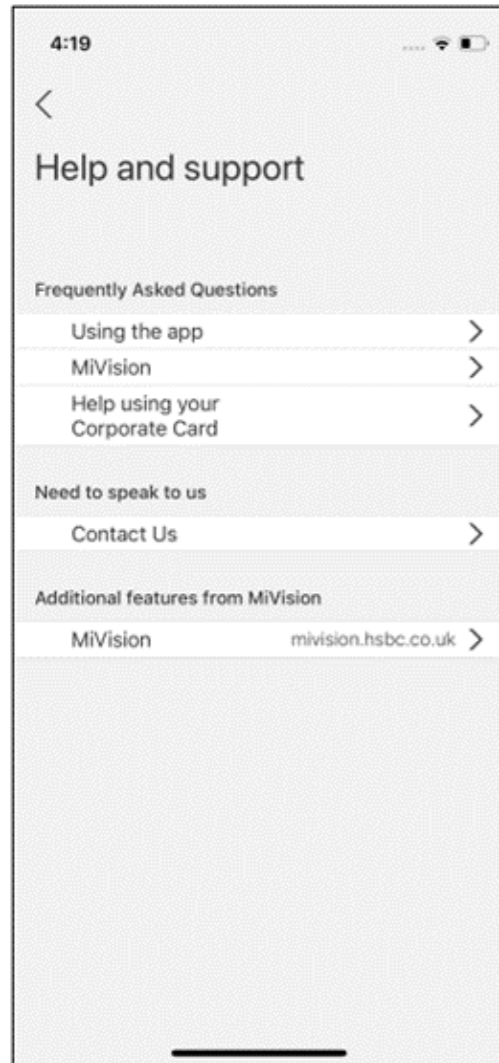 4:19
Help and support
Frequently Asked Questions
Using the app
MiVision
Help using your
Corporate Card
Need to speak to us
Contact Us
Additional features from MiVision
MiVision mivision.hsbc.co.uk